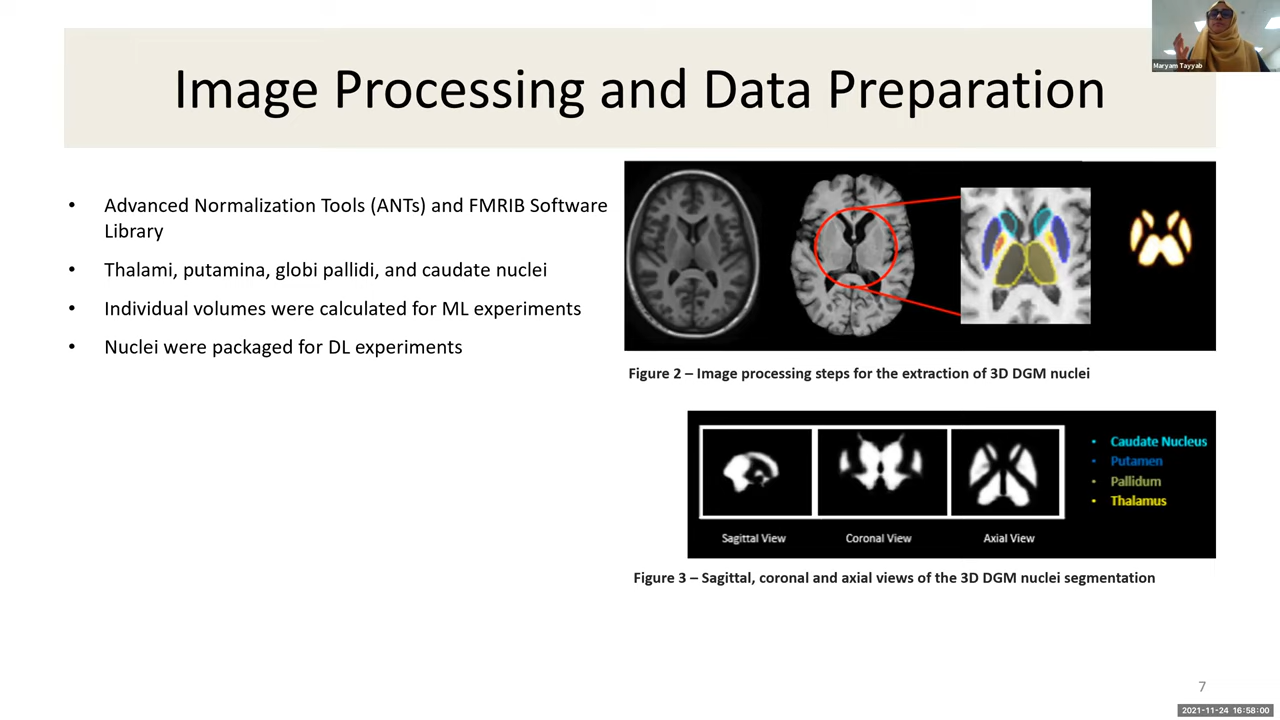 Maryam Tayyab
Image Processing and Data Preparation
• Advanced Normalization Tools (ANTs) and FMRIB Software
Library
• Thalami, putamina, globi pallidi, and caudate nuclei
• Individual volumes were calculated for ML experiments
• Nuclei were packaged for DL experiments
Figure 2 – Image processing steps for the extraction of 3D DGM nuclei
• Caudate Nucleus
• Putamen
• Pallidum
• Thalamus
Sagittal View
Coronal View
Axial View
Figure 3 – Sagittal, coronal and axial views of the 3D DGM nuclei segmentation
7
2021-11-24 16:58:00